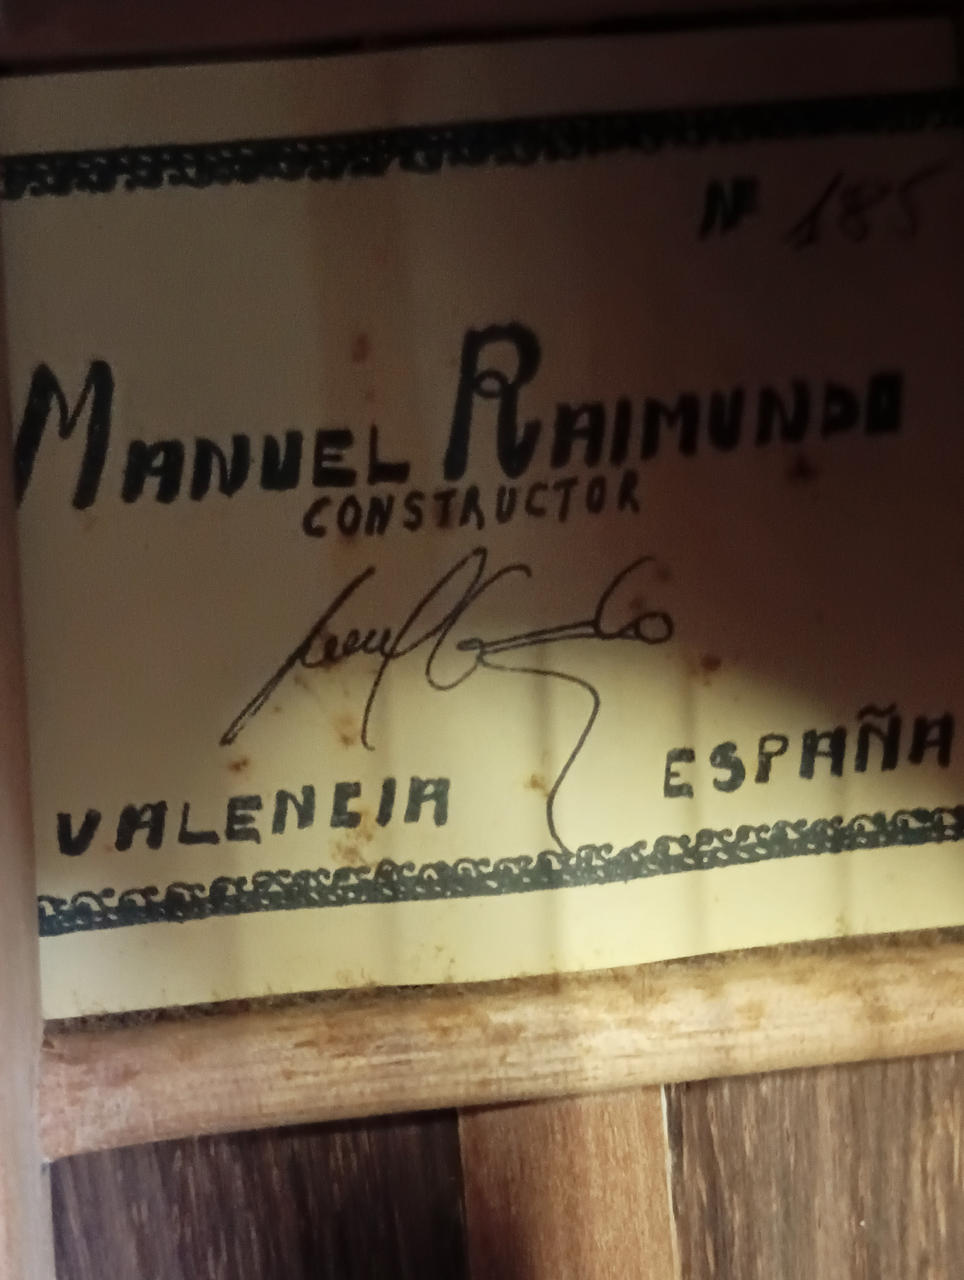 Nº 185
MANUEL RAIMUNDO
CONSTRUCTOR
VALENCIA ESPAÑA